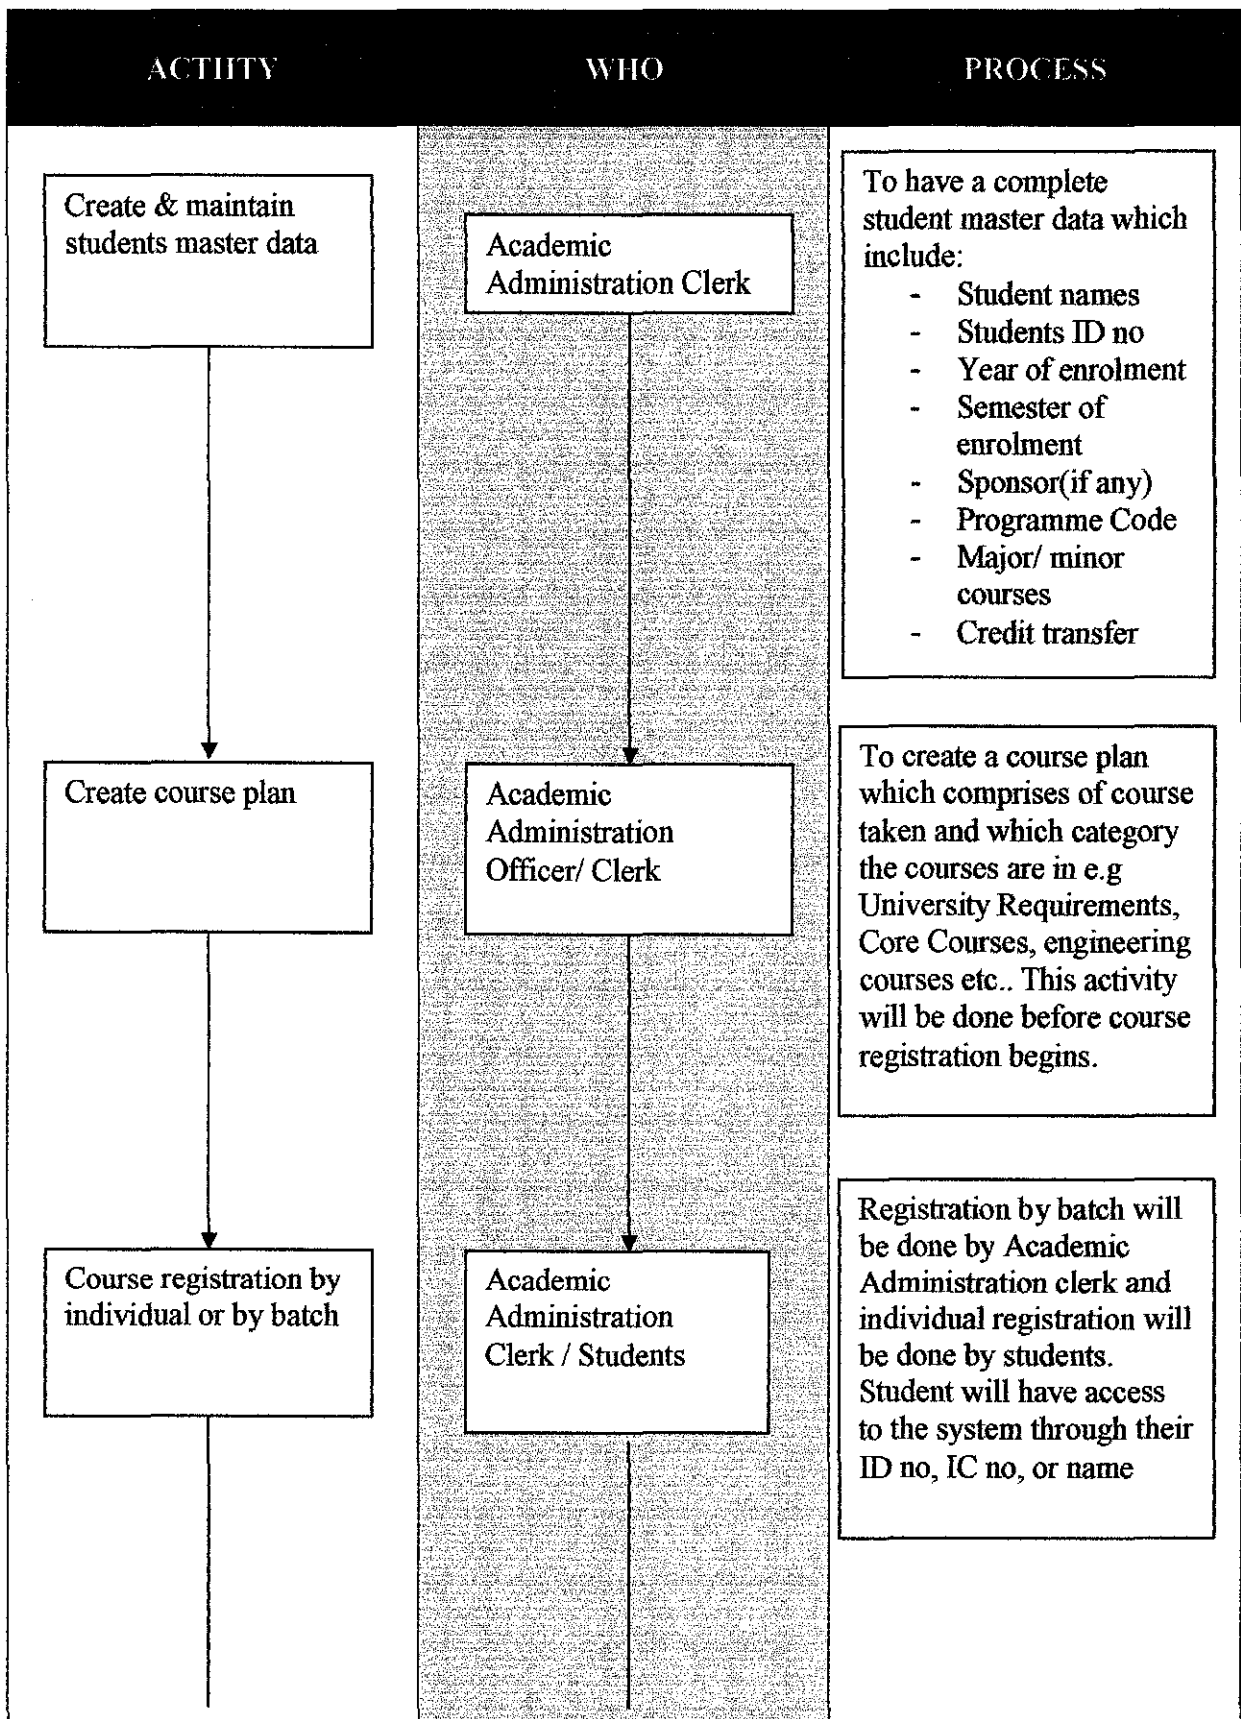 ACTIITY
WHO
PROCESS
Create & maintain
students master data
Academic
Administration Clerk
To have a complete
student master data which
include:
- Student names
- Students ID no
- Year of enrolment
- Semester of
enrolment
- Sponsor(if any)
- Programme Code
- Major/ minor
courses
- Credit transfer
Create course plan
Academic
Administration
Officer/ Clerk
To create a course plan
which comprises of course
taken and which category
the courses are in e.g
University Requirements,
Core Courses, engineering
courses etc.. This activity
will be done before course
registration begins.
Course registration by
individual or by batch
Academic
Administration
Clerk / Students
Registration by batch will
be done by Academic
Administration clerk and
individual registration will
be done by students.
Student will have access
to the system through their
ID no, IC no, or name